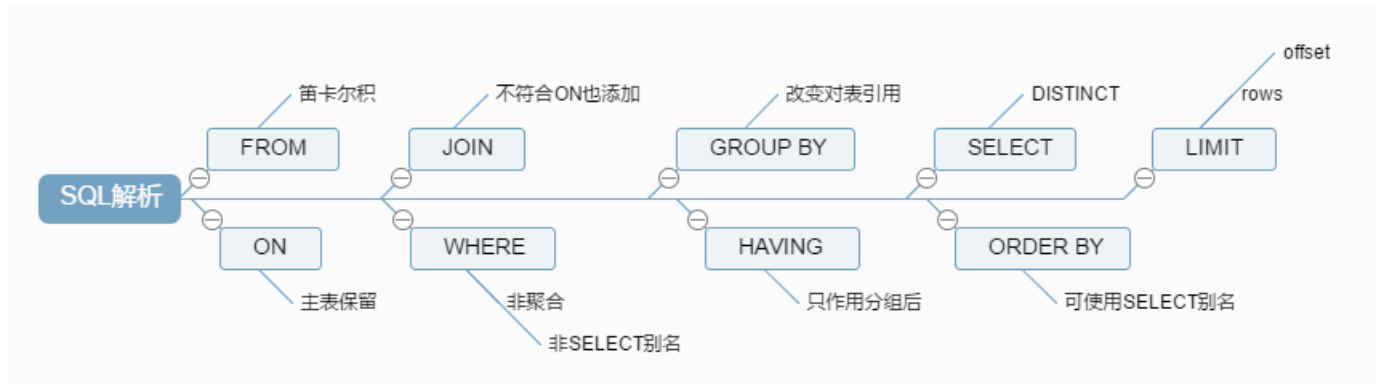 offset
笛卡尔积
不符合ON也添加
改变对表引用
DISTINCT
rows
FROM
JOIN
GROUP BY
SELECT
LIMIT
SQL解析
ON
WHERE
HAVING
ORDER BY
主表保留
非聚合
只作用分组后
可使用SELECT别名
非SELECT别名